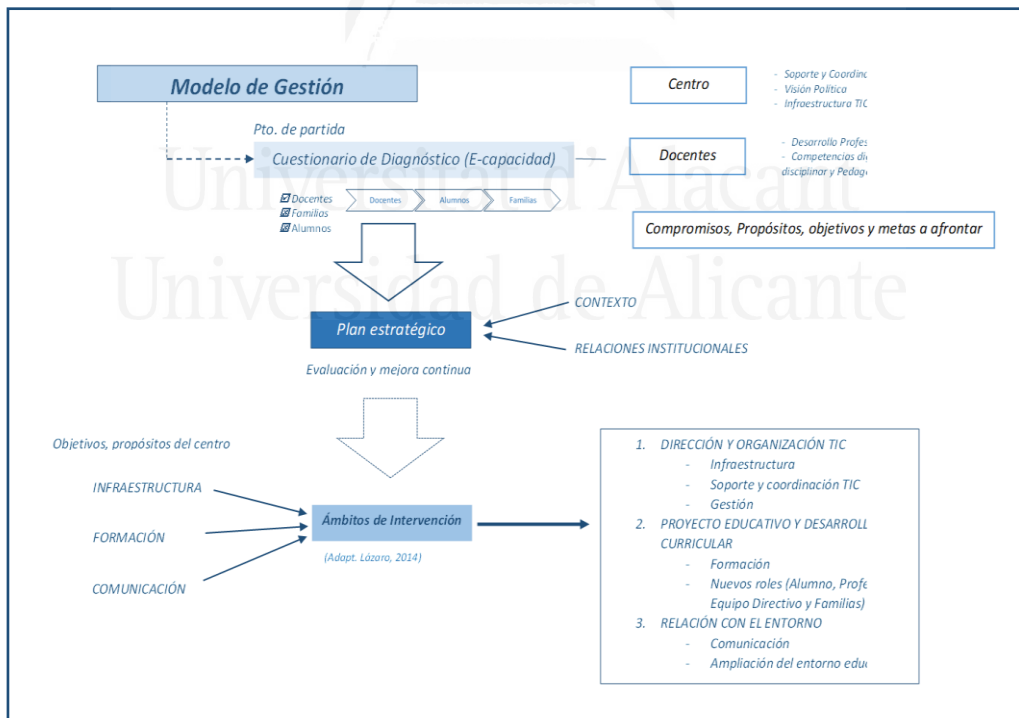 Modelo de Gestión
Centro
- Soporte y Coordinc
- Visión Política
- Infraestructura TIC
Pto. de partida
Cuestionario de Diagnóstico (E-capacidad)
Docentes
- Desarrollo Profes
- Competencias dig
disciplinar y Pedag
Universitat d'Alacant
Docentes
Familias
Alumnos
Docentes
Alumnos
Familias
Compromisos, Propósitos, objetivos y metas a afrontar
Universidad de Alicante
CONTEXTO
Plan estratégico
RELACIONES INSTITUCIONALES
Evaluación y mejora continua
Objetivos, propósitos del centro
INFRAESTRUCTURA
FORMACIÓN
COMUNICACIÓN
Ámbitos de Intervención
(Adapt. Lázaro, 2014)
1. DIRECCIÓN Y ORGANIZACIÓN TIC
- Infraestructura
- Soporte y coordinación TIC
- Gestión
2. PROYECTO EDUCATIVO Y DESARROLL
CURRICULAR
- Formación
- Nuevos roles (Alumno, Profe
Equipo Directivo y Familias)
3. RELACIÓN CON EL ENTORNO
- Comunicación
- Ampliación del entorno educ